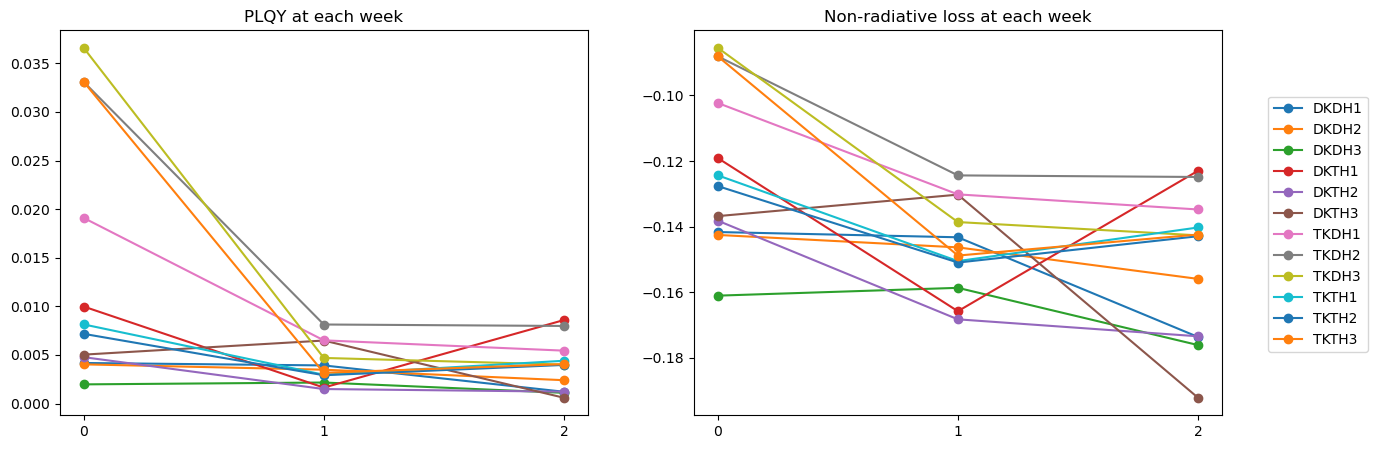 PLQY at each week
0.035
0.030
0.025
0.020
0.015
0.010
0.005
0.000
0 1 2
Non-radiative loss at each week
−0.10
−0.12
−0.14
−0.16
−0.18
0 1 2
DKDH1
DKDH2
DKDH3
DKTH1
DKTH2
DKTH3
TKDH1
TKDH2
TKDH3
TKTH1
TKTH2
TKTH3